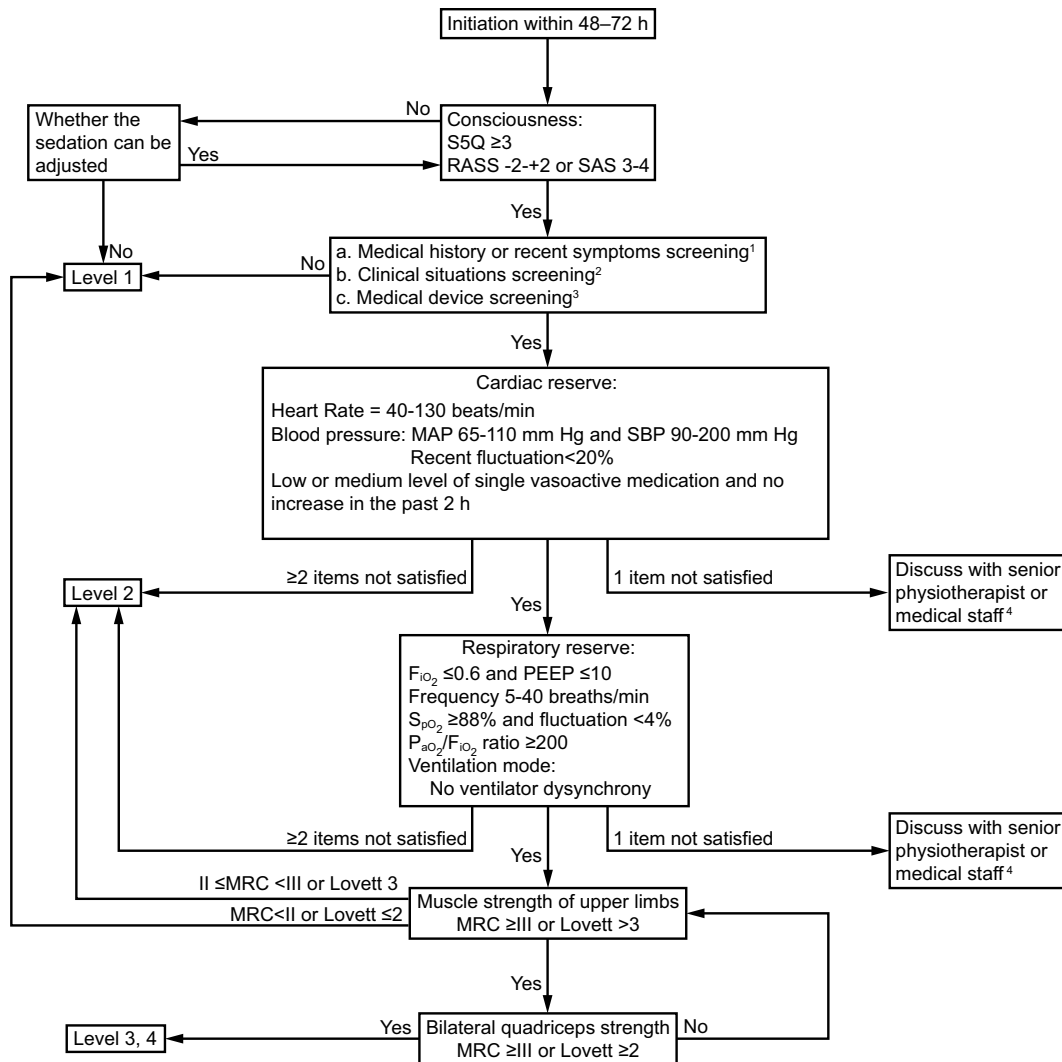 Initiation within 48–72 h
No
Whether the
sedation can be
adjusted
Yes
Consciousness:
S5Q ≥3
RASS -2-+2 or SAS 3-4
Yes
No
Level 1
No
a. Medical history or recent symptoms screening¹
b. Clinical situations screening²
c. Medical device screening³
Yes
Cardiac reserve:
Heart Rate = 40-130 beats/min
Blood pressure: MAP 65-110 mm Hg and SBP 90-200 mm Hg
Recent fluctuation<20%
Low or medium level of single vasoactive medication and no
increase in the past 2 h
≥2 items not satisfied
1 item not satisfied
Level 2
Yes
Discuss with senior
physiotherapist or
medical staff⁴
Respiratory reserve:
FiO₂ ≤0.6 and PEEP ≤10
Frequency 5-40 breaths/min
SpO₂ ≥88% and fluctuation <4%
PaO₂/FiO₂ ratio ≥200
Ventilation mode:
No ventilator dysynchrony
≥2 items not satisfied
1 item not satisfied
Yes
Discuss with senior
physiotherapist or
medical staff⁴
II ≤MRC <III or Lovett 3
MRC<II or Lovett ≤2
Muscle strength of upper limbs
MRC ≥III or Lovett >3
Yes
Level 3, 4
Yes
Bilateral quadriceps strength
MRC ≥III or Lovett ≥2
No